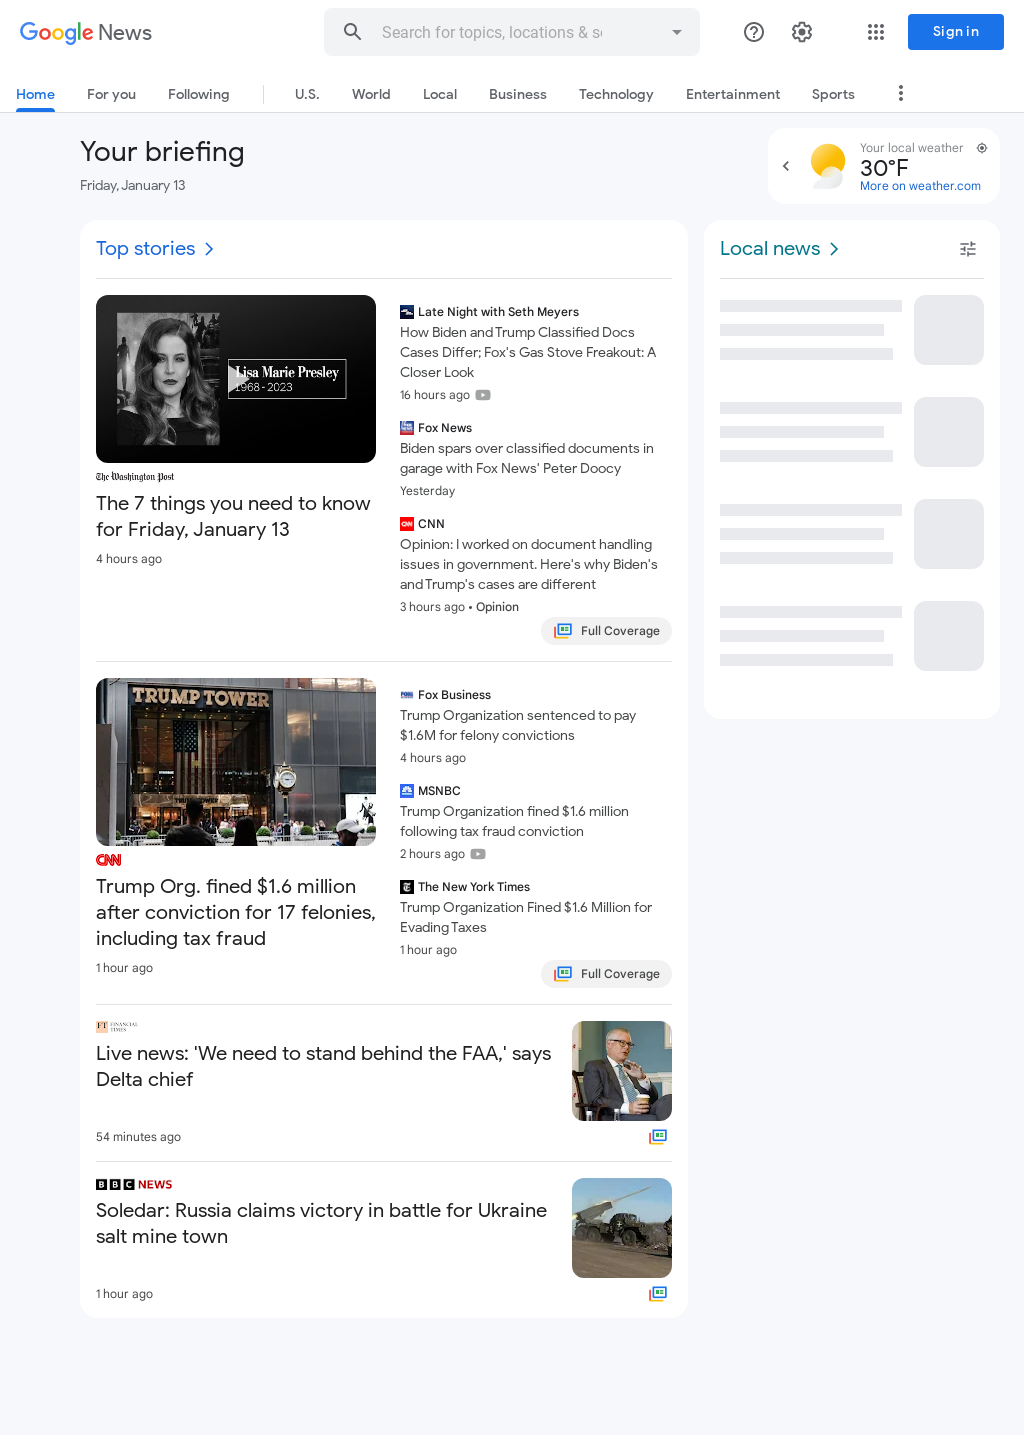 Google News
Search for topics, locations & so
Sign in
Home
For you
Following
U.S.
World
Local
Business
Technology
Entertainment
Sports
Your briefing
Friday, January 13
Your local weather
30°F
More on weather.com
Top stories
Lisa Marie Presley
1968 - 2023
The Washington Post
The 7 things you need to know
for Friday, January 13
4 hours ago
Late Night with Seth Meyers
How Biden and Trump Classified Docs
Cases Differ; Fox's Gas Stove Freakout: A
Closer Look
16 hours ago
Fox News
Biden spars over classified documents in
garage with Fox News' Peter Doocy
Yesterday
CNN
Opinion: I worked on document handling
issues in government. Here's why Biden's
and Trump's cases are different
3 hours ago • Opinion
Full Coverage
TRUMP TOWER
TRUMP TOWER
CNN
Trump Org. fined $1.6 million
after conviction for 17 felonies,
including tax fraud
1 hour ago
Fox Business
Trump Organization sentenced to pay
$1.6M for felony convictions
4 hours ago
MSNBC
Trump Organization fined $1.6 million
following tax fraud conviction
2 hours ago
The New York Times
Trump Organization Fined $1.6 Million for
Evading Taxes
1 hour ago
Full Coverage
FT FINANCIAL
TIMES
Live news: 'We need to stand behind the FAA,' says
Delta chief
54 minutes ago
BBC NEWS
Soledar: Russia claims victory in battle for Ukraine
salt mine town
1 hour ago
Local news